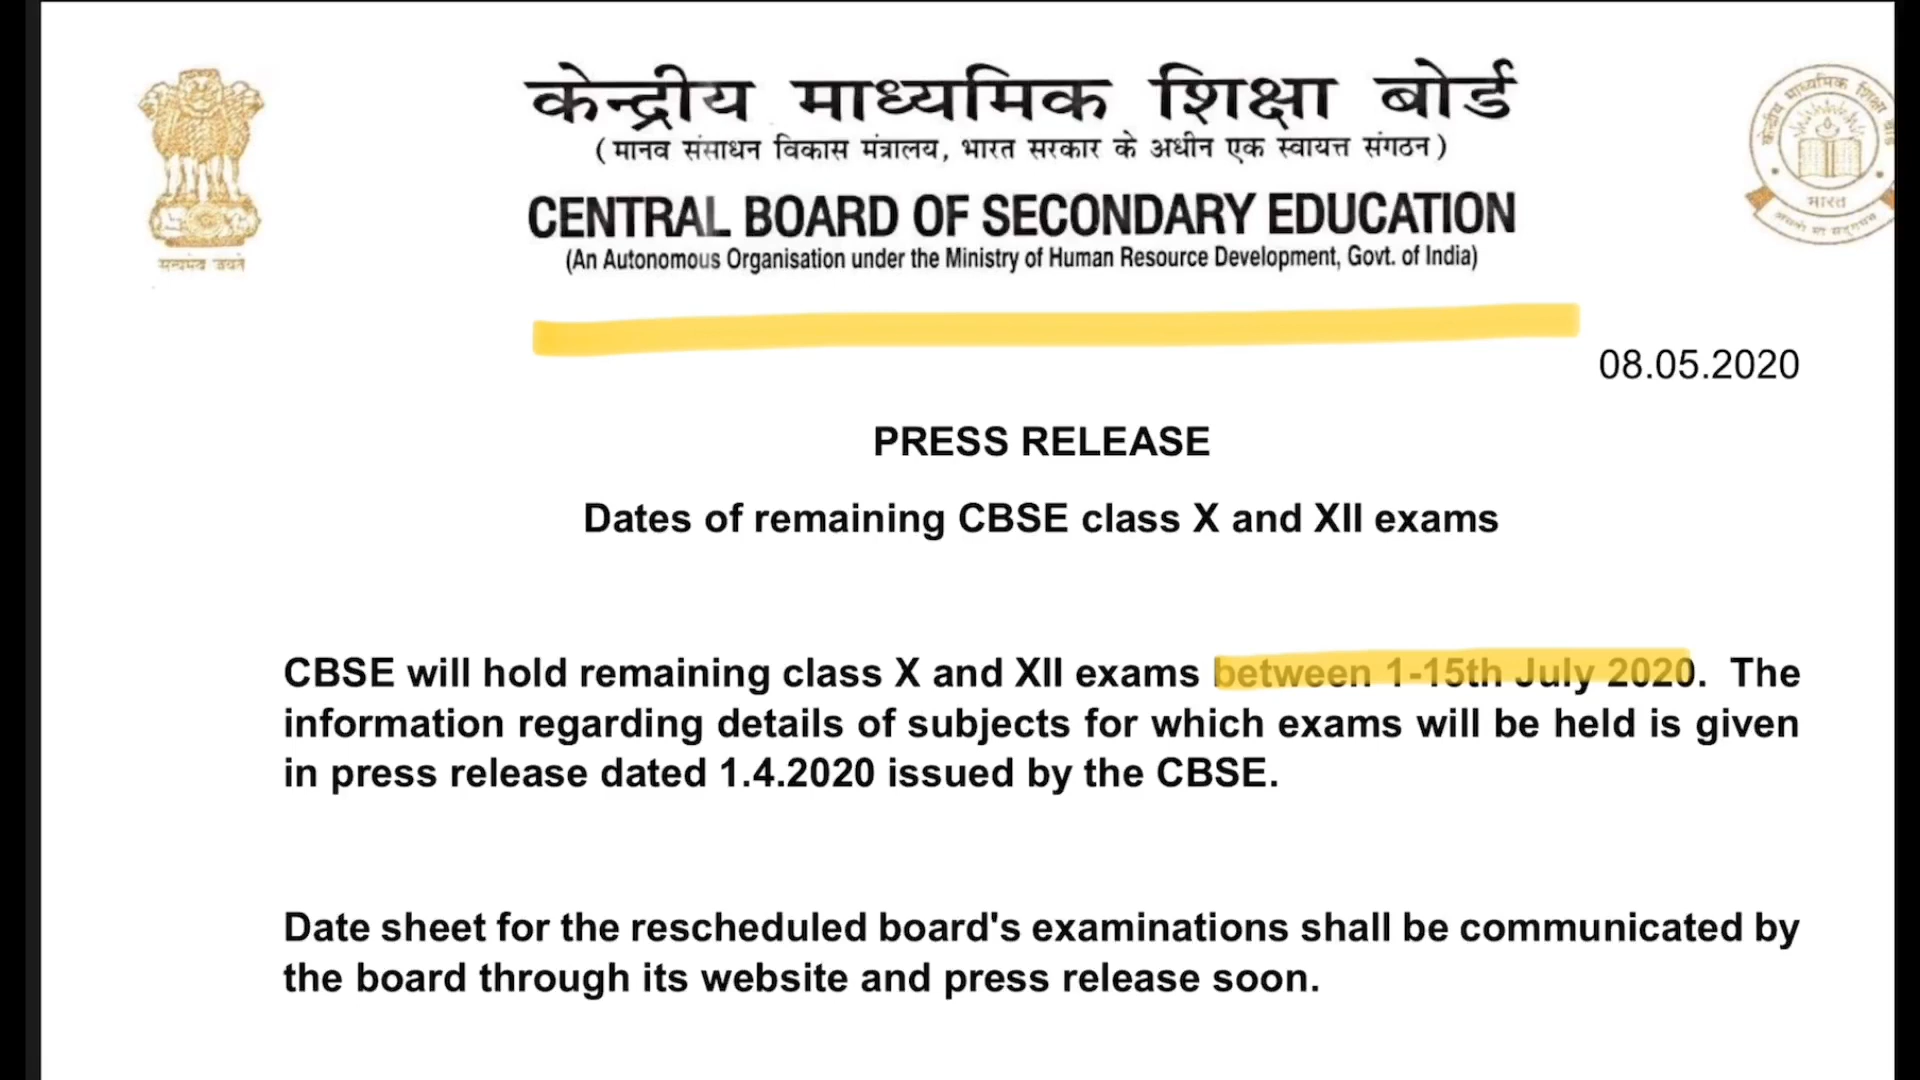 केन्द्रीय माध्यमिक शिक्षा बोर्ड
(मानव संसाधन विकास मंत्रालय, भारत सरकार के अधीन एक स्वायत्त संगठन)
CENTRAL BOARD OF SECONDARY EDUCATION
(An Autonomous Organisation under the Ministry of Human Resource Development, Govt. of India)
सत्यमेव जयते
केन्द्रीय माध्यमिक शिक्षा
भारत
08.05.2020
PRESS RELEASE
Dates of remaining CBSE class X and XII exams
CBSE will hold remaining class X and XII exams between 1-15th July 2020. The
information regarding details of subjects for which exams will be held is given
in press release dated 1.4.2020 issued by the CBSE.
Date sheet for the rescheduled board's examinations shall be communicated by
the board through its website and press release soon.